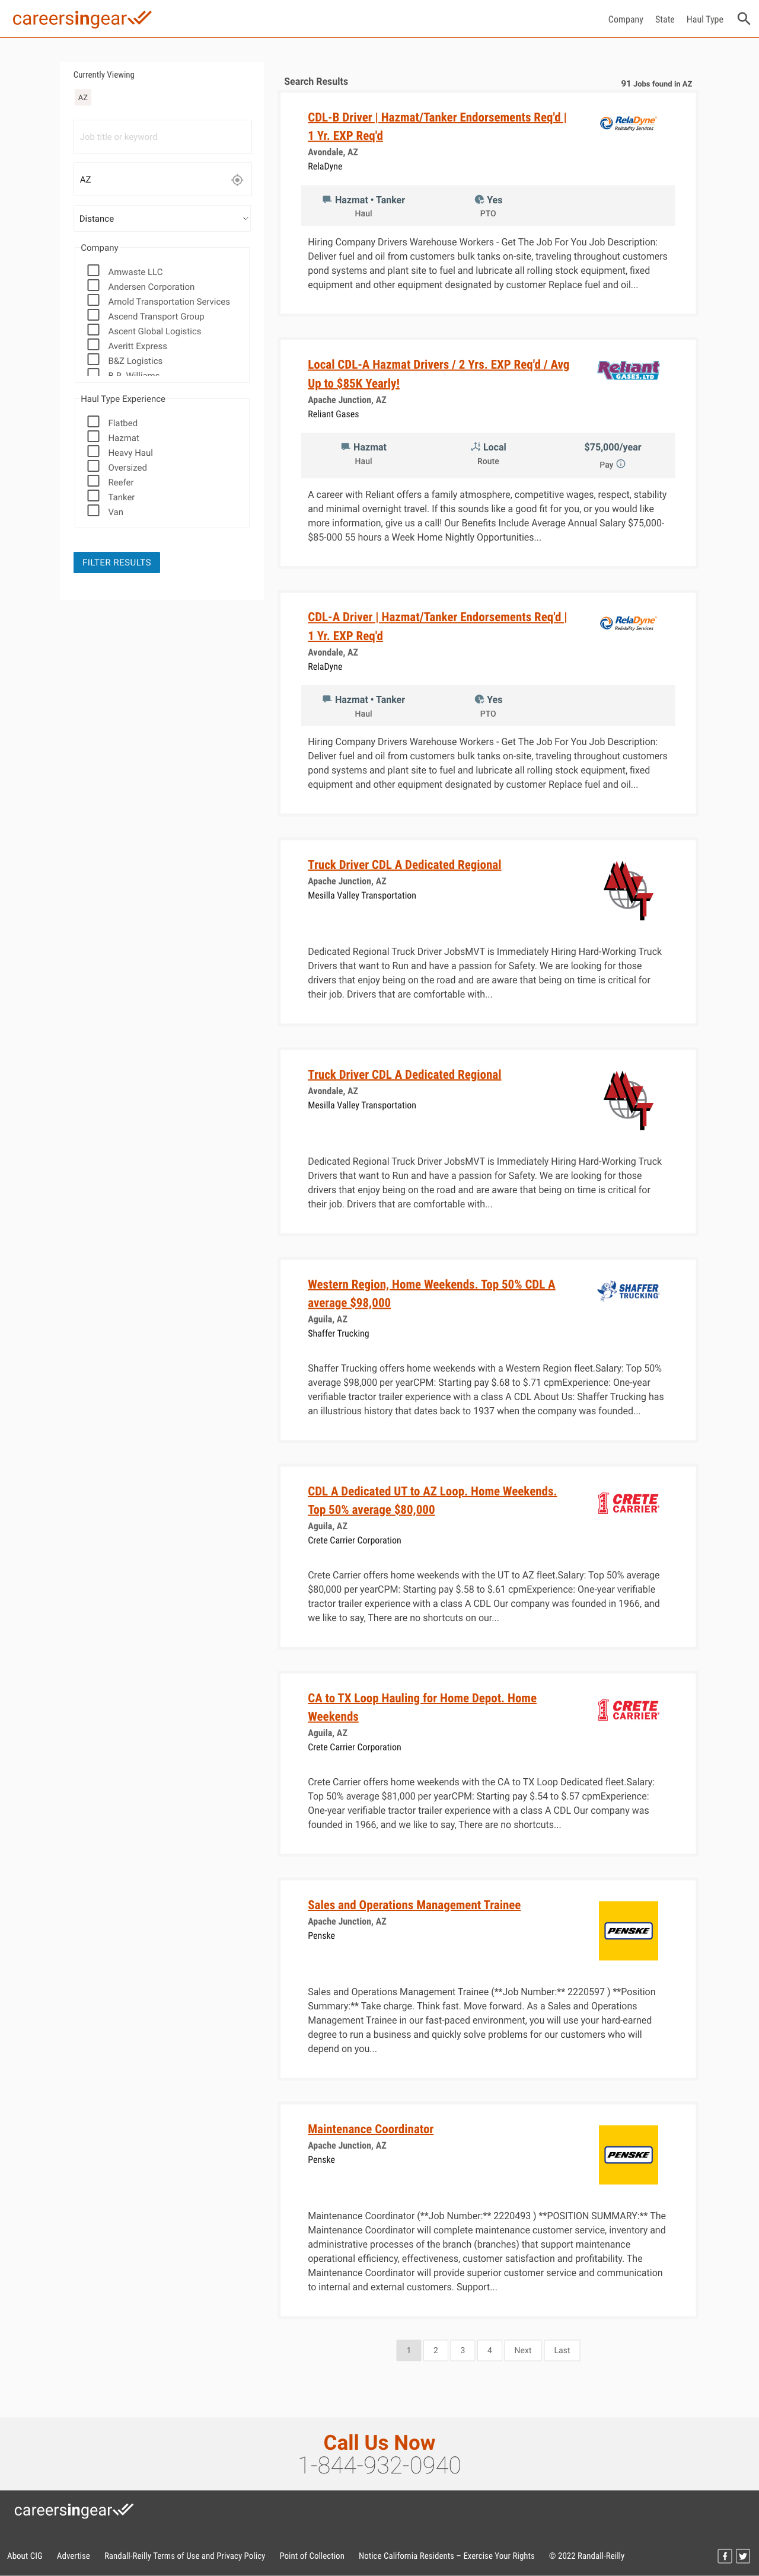 careersingear
Company State Haul Type
Currently Viewing
AZ
Job title or keyword
AZ
Distance
Company
Amwaste LLC
Andersen Corporation
Arnold Transportation Services
Ascend Transport Group
Ascent Global Logistics
Averitt Express
B&Z Logistics
B.R. Williams
Haul Type Experience
Flatbed
Hazmat
Heavy Haul
Oversized
Reefer
Tanker
Van
FILTER RESULTS
Search Results
91 Jobs found in AZ
CDL-B Driver | Hazmat/Tanker Endorsements Req'd |
1 Yr. EXP Req'd
Avondale, AZ
RelaDyne
RelaDyne
Reliability Services
Hazmat • Tanker
Haul
Yes
PTO
Hiring Company Drivers Warehouse Workers - Get The Job For You Job Description:
Deliver fuel and oil from customers bulk tanks on-site, traveling throughout customers
pond systems and plant site to fuel and lubricate all rolling stock equipment, fixed
equipment and other equipment designated by customer Replace fuel and oil...
Local CDL-A Hazmat Drivers / 2 Yrs. EXP Req'd / Avg
Up to $85K Yearly!
Apache Junction, AZ
Reliant Gases
Reliant
GASES, LTD
Hazmat
Haul
Local
Route
$75,000/year
Pay
A career with Reliant offers a family atmosphere, competitive wages, respect, stability
and minimal overnight travel. If this sounds like a good fit for you, or you would like
more information, give us a call! Our Benefits Include Average Annual Salary $75,000-
$85-000 55 hours a Week Home Nightly Opportunities...
CDL-A Driver | Hazmat/Tanker Endorsements Req'd |
1 Yr. EXP Req'd
Avondale, AZ
RelaDyne
RelaDyne
Reliability Services
Hazmat • Tanker
Haul
Yes
PTO
Hiring Company Drivers Warehouse Workers - Get The Job For You Job Description:
Deliver fuel and oil from customers bulk tanks on-site, traveling throughout customers
pond systems and plant site to fuel and lubricate all rolling stock equipment, fixed
equipment and other equipment designated by customer Replace fuel and oil...
Truck Driver CDL A Dedicated Regional
Apache Junction, AZ
Mesilla Valley Transportation
MVT
Dedicated Regional Truck Driver JobsMVT is Immediately Hiring Hard-Working Truck
Drivers that want to Run and have a passion for Safety. We are looking for those
drivers that enjoy being on the road and are aware that being on time is critical for
their job. Drivers that are comfortable with...
Truck Driver CDL A Dedicated Regional
Avondale, AZ
Mesilla Valley Transportation
MVT
Dedicated Regional Truck Driver JobsMVT is Immediately Hiring Hard-Working Truck
Drivers that want to Run and have a passion for Safety. We are looking for those
drivers that enjoy being on the road and are aware that being on time is critical for
their job. Drivers that are comfortable with...
Western Region, Home Weekends. Top 50% CDL A
average $98,000
Aguila, AZ
Shaffer Trucking
SHAFFER
TRUCKING
Shaffer Trucking offers home weekends with a Western Region fleet.Salary: Top 50%
average $98,000 per yearCPM: Starting pay $.68 to $.71 cpmExperience: One-year
verifiable tractor trailer experience with a class A CDL About Us: Shaffer Trucking has
an illustrious history that dates back to 1937 when the company was founded...
CDL A Dedicated UT to AZ Loop. Home Weekends.
Top 50% average $80,000
Aguila, AZ
Crete Carrier Corporation
CRETE
CARRIER
Crete Carrier offers home weekends with the UT to AZ fleet.Salary: Top 50% average
$80,000 per yearCPM: Starting pay $.58 to $.61 cpmExperience: One-year verifiable
tractor trailer experience with a class A CDL Our company was founded in 1966, and
we like to say, There are no shortcuts on our...
CA to TX Loop Hauling for Home Depot. Home
Weekends
Aguila, AZ
Crete Carrier Corporation
CRETE
CARRIER
Crete Carrier offers home weekends with the CA to TX Loop Dedicated fleet.Salary:
Top 50% average $81,000 per yearCPM: Starting pay $.54 to $.57 cpmExperience:
One-year verifiable tractor trailer experience with a class A CDL Our company was
founded in 1966, and we like to say, There are no shortcuts...
Sales and Operations Management Trainee
Apache Junction, AZ
Penske
PENSKE
Sales and Operations Management Trainee (**Job Number:** 2220597 ) **Position
Summary:** Take charge. Think fast. Move forward. As a Sales and Operations
Management Trainee in our fast-paced environment, you will use your hard-earned
degree to run a business and quickly solve problems for our customers who will
depend on you...
Maintenance Coordinator
Apache Junction, AZ
Penske
PENSKE
Maintenance Coordinator (**Job Number:** 2220493 ) **POSITION SUMMARY:** The
Maintenance Coordinator will complete maintenance customer service, inventory and
administrative processes of the branch (branches) that support maintenance
operational efficiency, effectiveness, customer satisfaction and profitability. The
Maintenance Coordinator will provide superior customer service and communication
to internal and external customers. Support...
1 2 3 4 Next Last
Call Us Now
1-844-932-0940
careersingear
About CIG Advertise Randall-Reilly Terms of Use and Privacy Policy Point of Collection Notice California Residents – Exercise Your Rights © 2022 Randall-Reilly